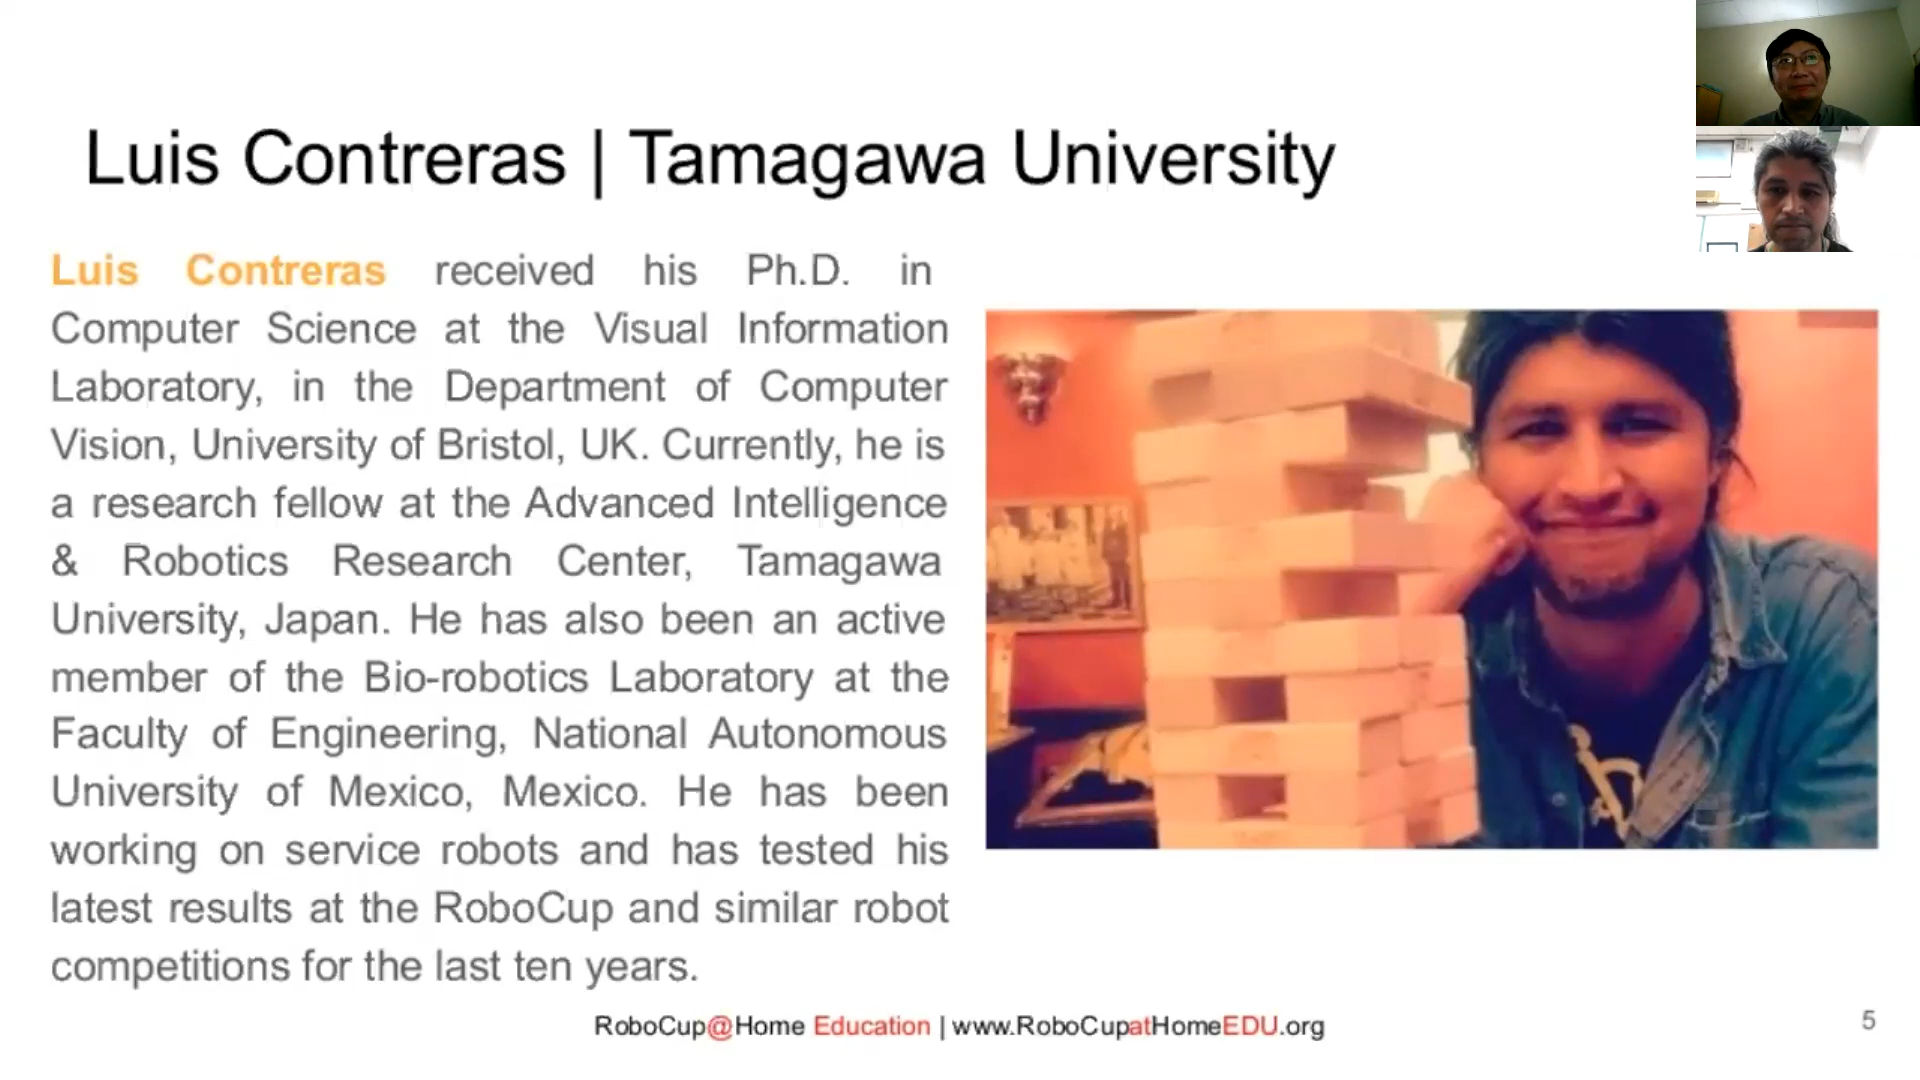 Luis Contreras | Tamagawa University
Luis Contreras received his Ph.D. in
Computer Science at the Visual Information
Laboratory, in the Department of Computer
Vision, University of Bristol, UK. Currently, he is
a research fellow at the Advanced Intelligence
& Robotics Research Center, Tamagawa
University, Japan. He has also been an active
member of the Bio-robotics Laboratory at the
Faculty of Engineering, National Autonomous
University of Mexico, Mexico. He has been
working on service robots and has tested his
latest results at the RoboCup and similar robot
competitions for the last ten years.
RoboCup@Home Education | www.RoboCupatHomeEDU.org
5